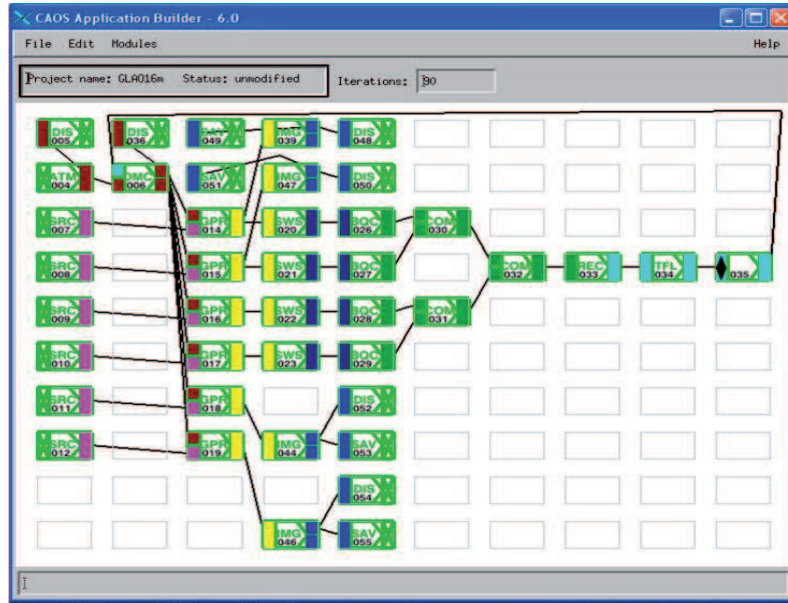 CAOS Application Builder - 6.0
File Edit Modules Help
Project name: GLAO16m Status: unmodified Iterations: 90
DIS 005 DIS 036 SAV 049 IMG 039 DIS 048
ATM 004 DMC 006 SAV 051 IMG 047 DIS 050
SRC 007 GPR 014 SWS 020 BQC 026 COM 030
SRC 008 GPR 015 SWS 021 BQC 027 COM 032 REC 033 TFL 034 035
SRC 009 GPR 016 SWS 022 BQC 028 COM 031
SRC 010 GPR 017 SWS 023 BQC 029
SRC 011 GPR 018 DIS 052
SRC 012 GPR 019 IMG 044 SAV 053
DIS 054
IMG 046 SAV 055